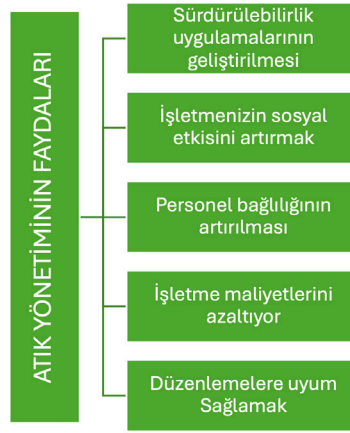 ATIK YÖNETİMİNİN FAYDALARI
Sürdürülebilirlik
uygulamalarının
geliştirilmesi
İşletmenizin sosyal
etkisini artırmak
Personel bağlılığının
artırılması
İşletme maliyetlerini
azaltıyor
Düzenlemelere uyum
Sağlamak